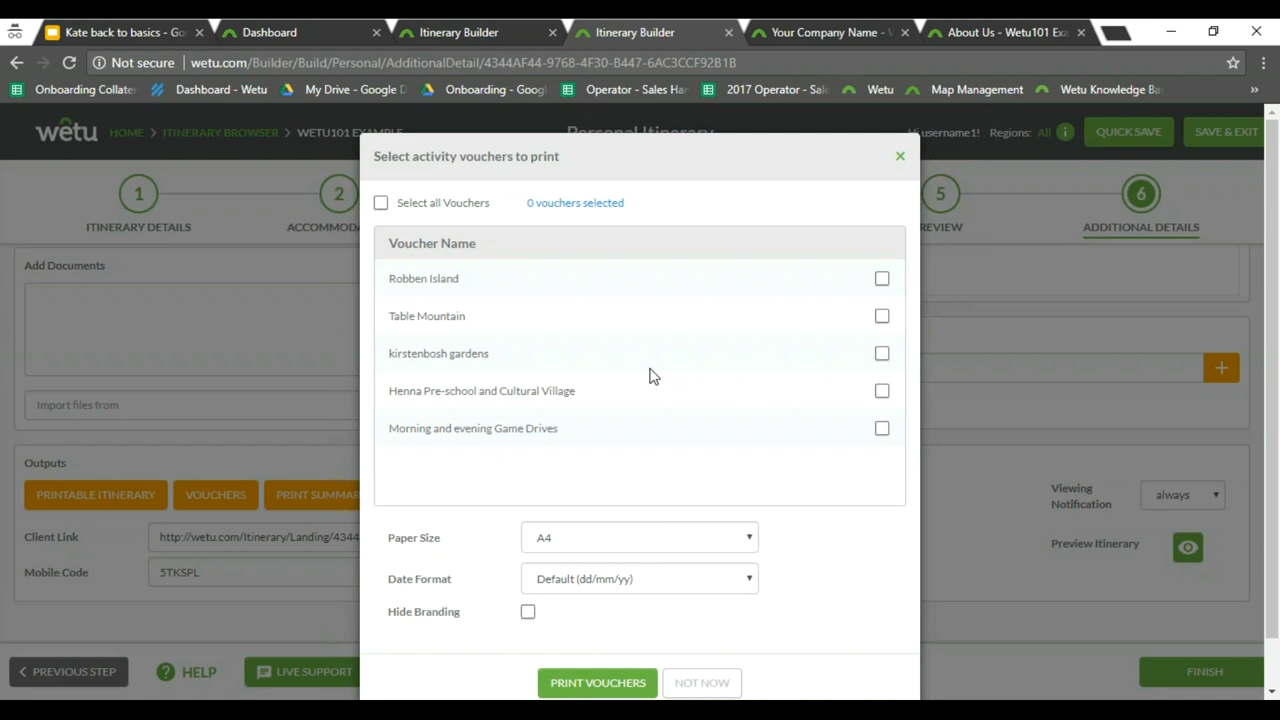 Kate back to basics - Go
Dashboard
Itinerary Builder
Itinerary Builder
Your Company Name -
About Us - Wetu101 Exa
Not secure | wetu.com/Builder/Build/Personal/AdditionalDetail/4344AF44-9768-4F30-B447-6AC3CCF92B1B
Onboarding Collate
Dashboard - Wetu
My Drive - Google D
Onboarding - Googl
Operator - Sales Har
2017 Operator - Sal
Wetu
Map Management
Wetu Knowledge Ba
»
wetu HOME > ITINERARY BROWSER > WETU101 EXAMPLE
Personal Itinerary
Hi username1! Regions: All i
QUICK SAVE
SAVE & EXIT
Select activity vouchers to print
1
2
5
6
ITINERARY DETAILS
ACCOMMODA
REVIEW
ADDITIONAL DETAILS
Select all Vouchers
0 vouchers selected
Voucher Name
Robben Island
Table Mountain
kirstenbosh gardens
Henna Pre-school and Cultural Village
Morning and evening Game Drives
Add Documents
Import files from
Outputs
PRINTABLE ITINERARY
VOUCHERS
PRINT SUMMAR
Client Link
http://wetu.com/Itinerary/Landing/4344
Mobile Code
5TKSPL
Viewing
Notification
always
Preview Itinerary
Paper Size
A4
Date Format
Default (dd/mm/yy)
Hide Branding
PRINT VOUCHERS
NOT NOW
PREVIOUS STEP
HELP
LIVE SUPPORT
FINISH